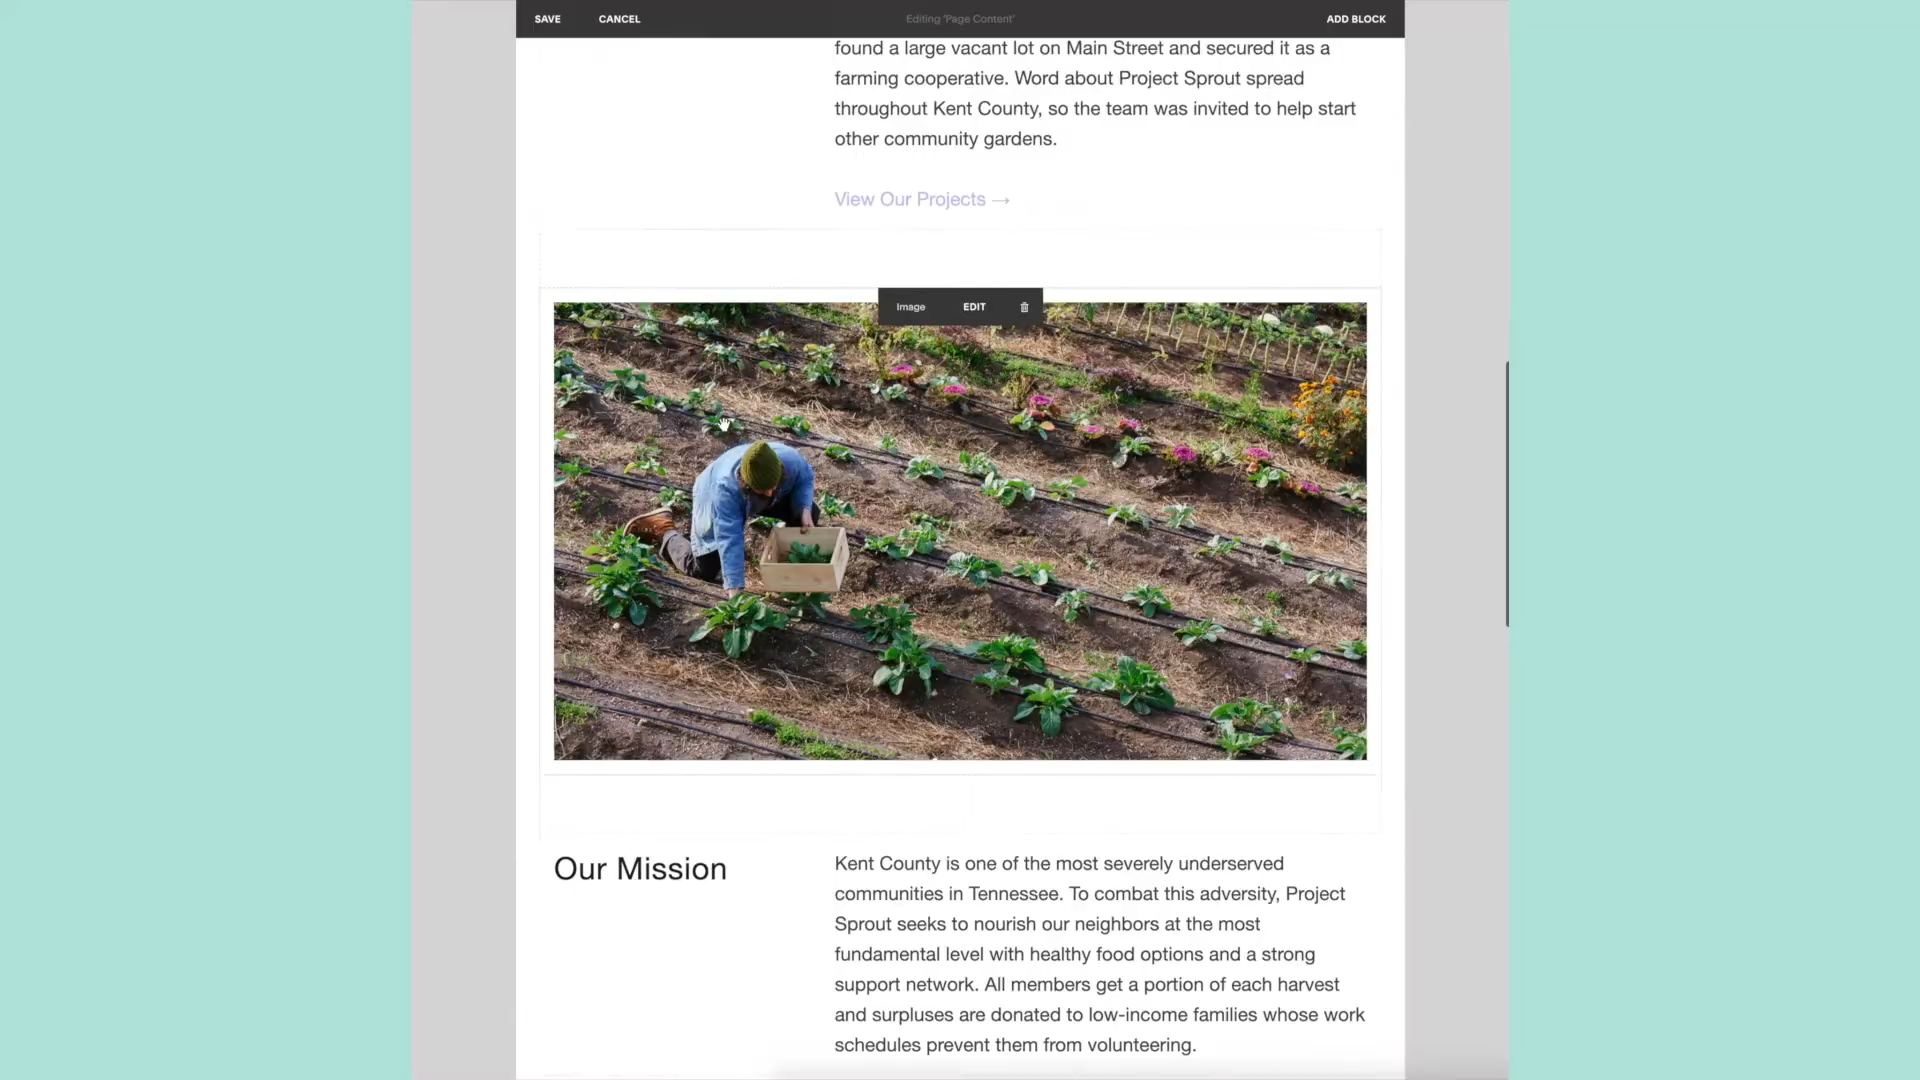 SAVE CANCEL Editing 'Page Content' ADD BLOCK
found a large vacant lot on Main Street and secured it as a
farming cooperative. Word about Project Sprout spread
throughout Kent County, so the team was invited to help start
other community gardens.
View Our Projects →
Image EDIT
Our Mission
Kent County is one of the most severely underserved
communities in Tennessee. To combat this adversity, Project
Sprout seeks to nourish our neighbors at the most
fundamental level with healthy food options and a strong
support network. All members get a portion of each harvest
and surpluses are donated to low-income families whose work
schedules prevent them from volunteering.